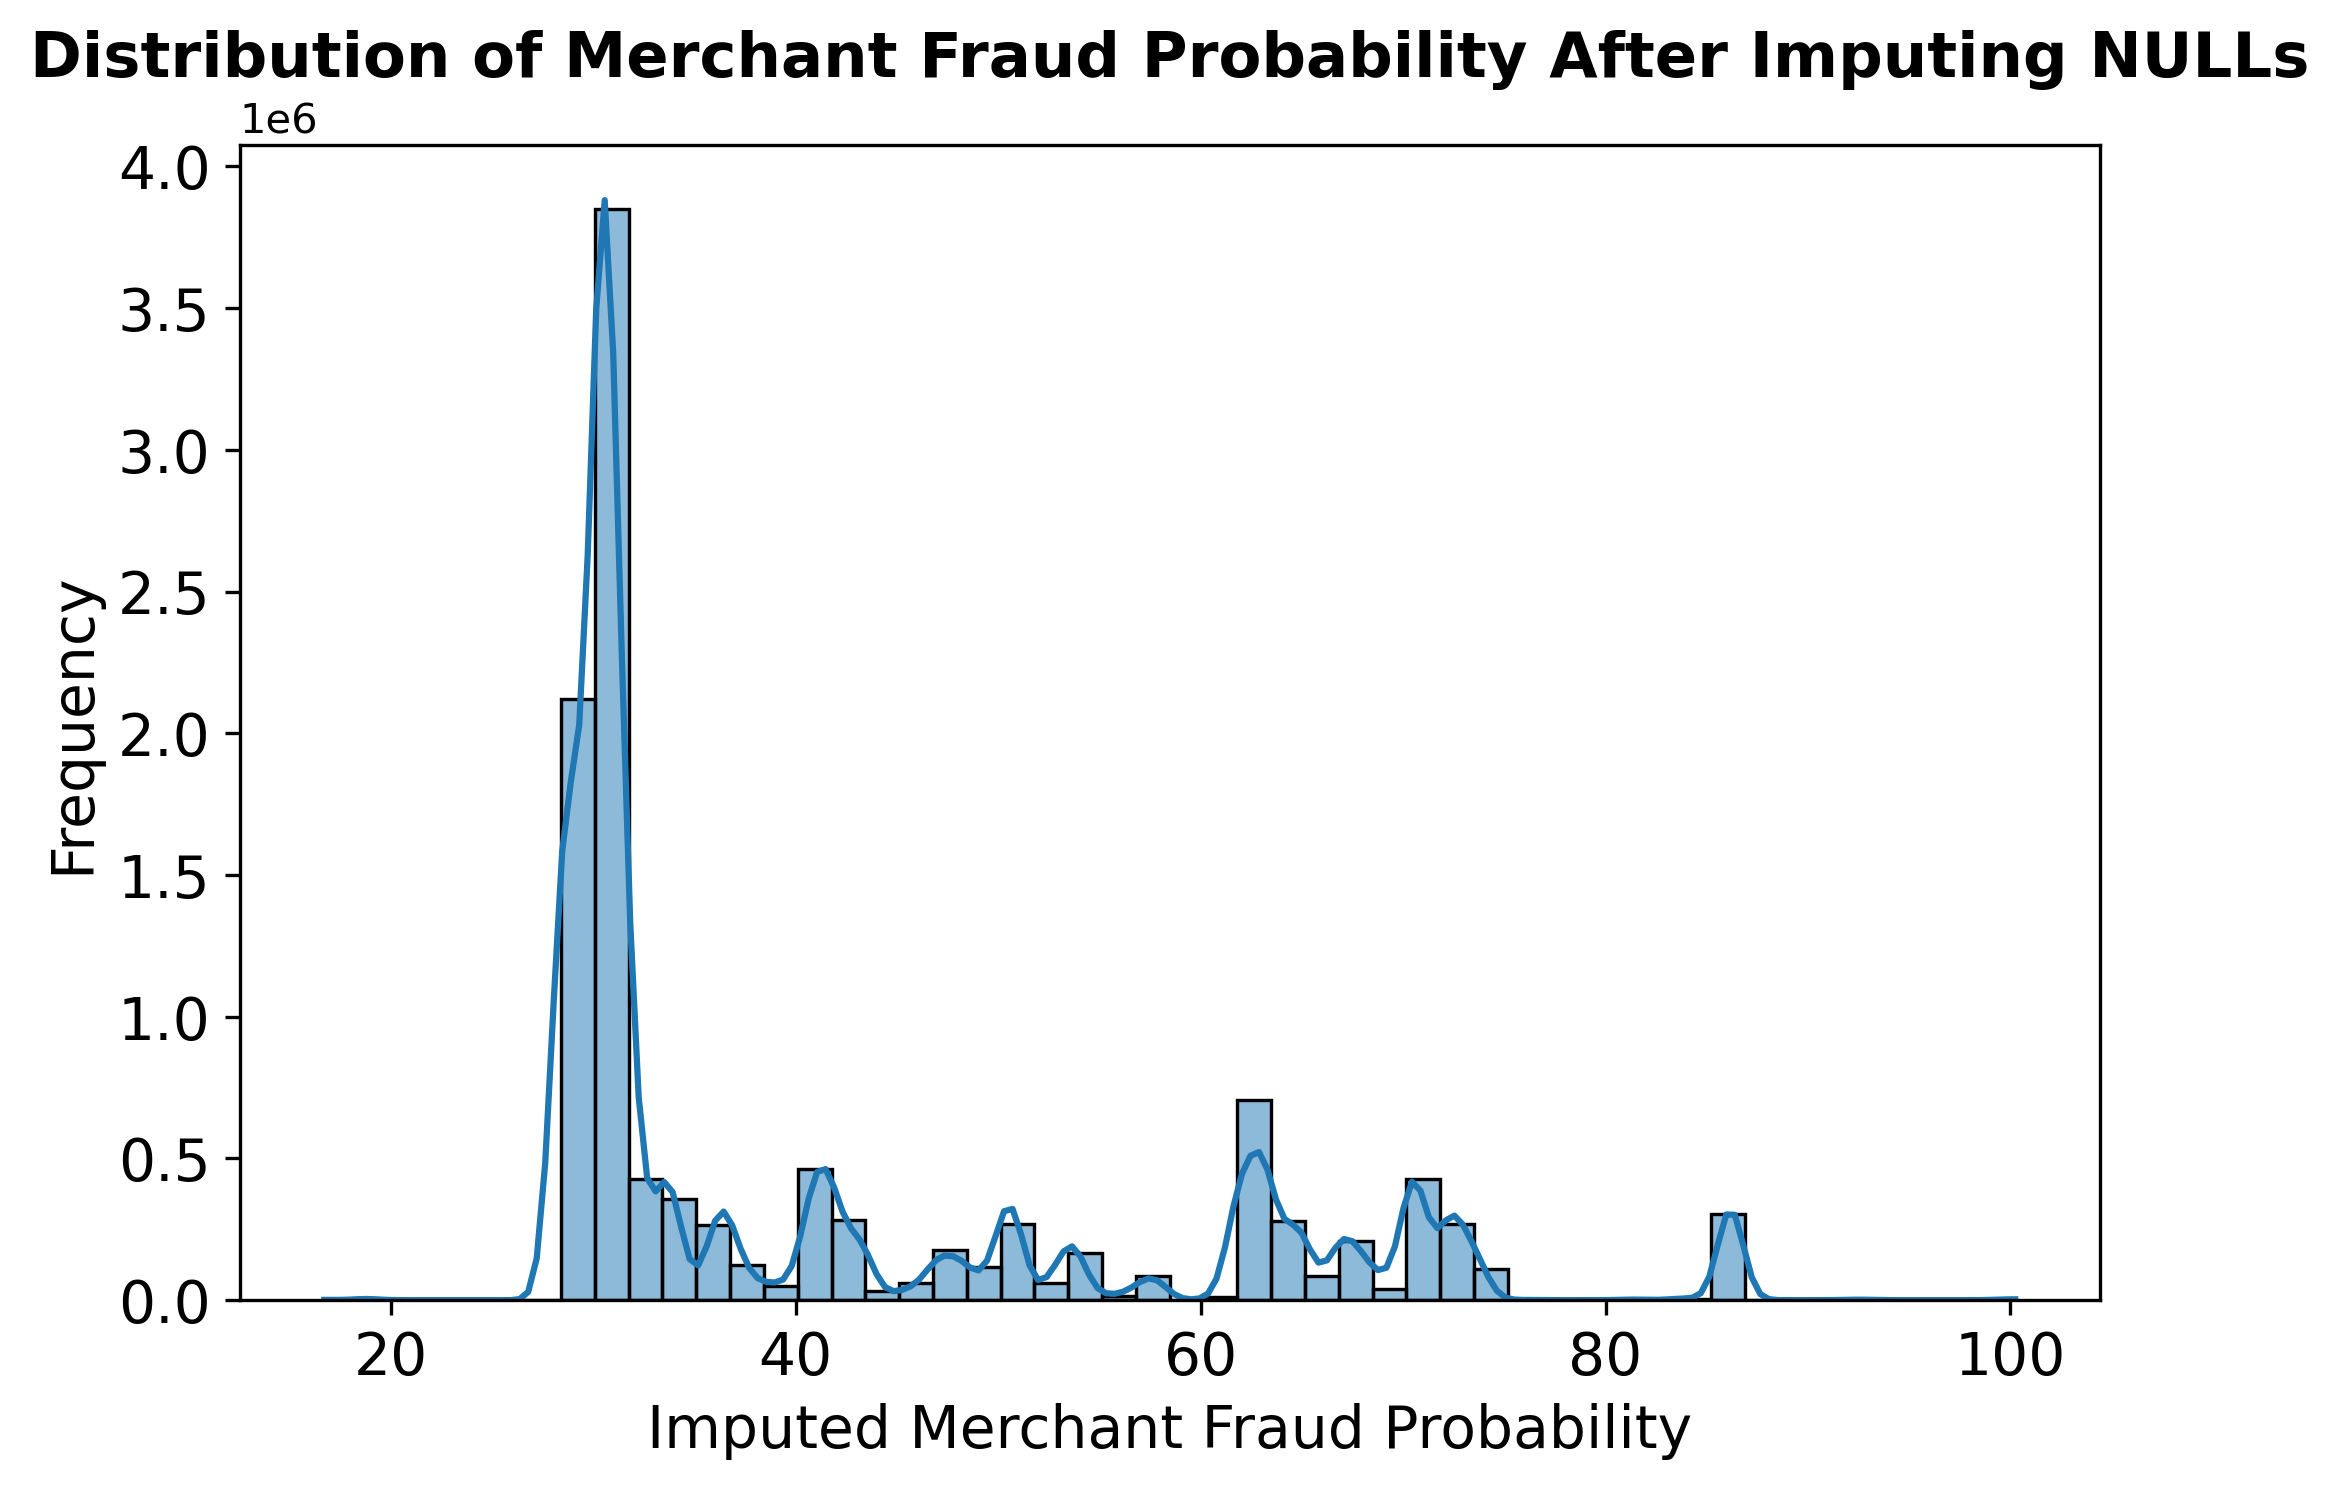 Distribution of Merchant Fraud Probability After Imputing NULLs
1e6
4.0
3.5
3.0
2.5
2.0
1.5
1.0
0.5
0.0
Frequency
20 40 60 80 100
Imputed Merchant Fraud Probability